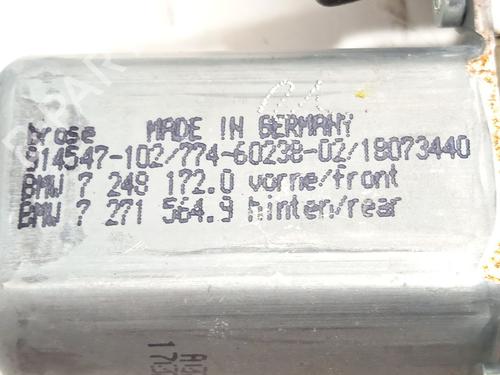 Brose MADE IN GERMANY
914547-102/774-60238-02/18073440
BMW 7 249 172.0 vorne/front
BMW 7 271 564.9 hinten/rear